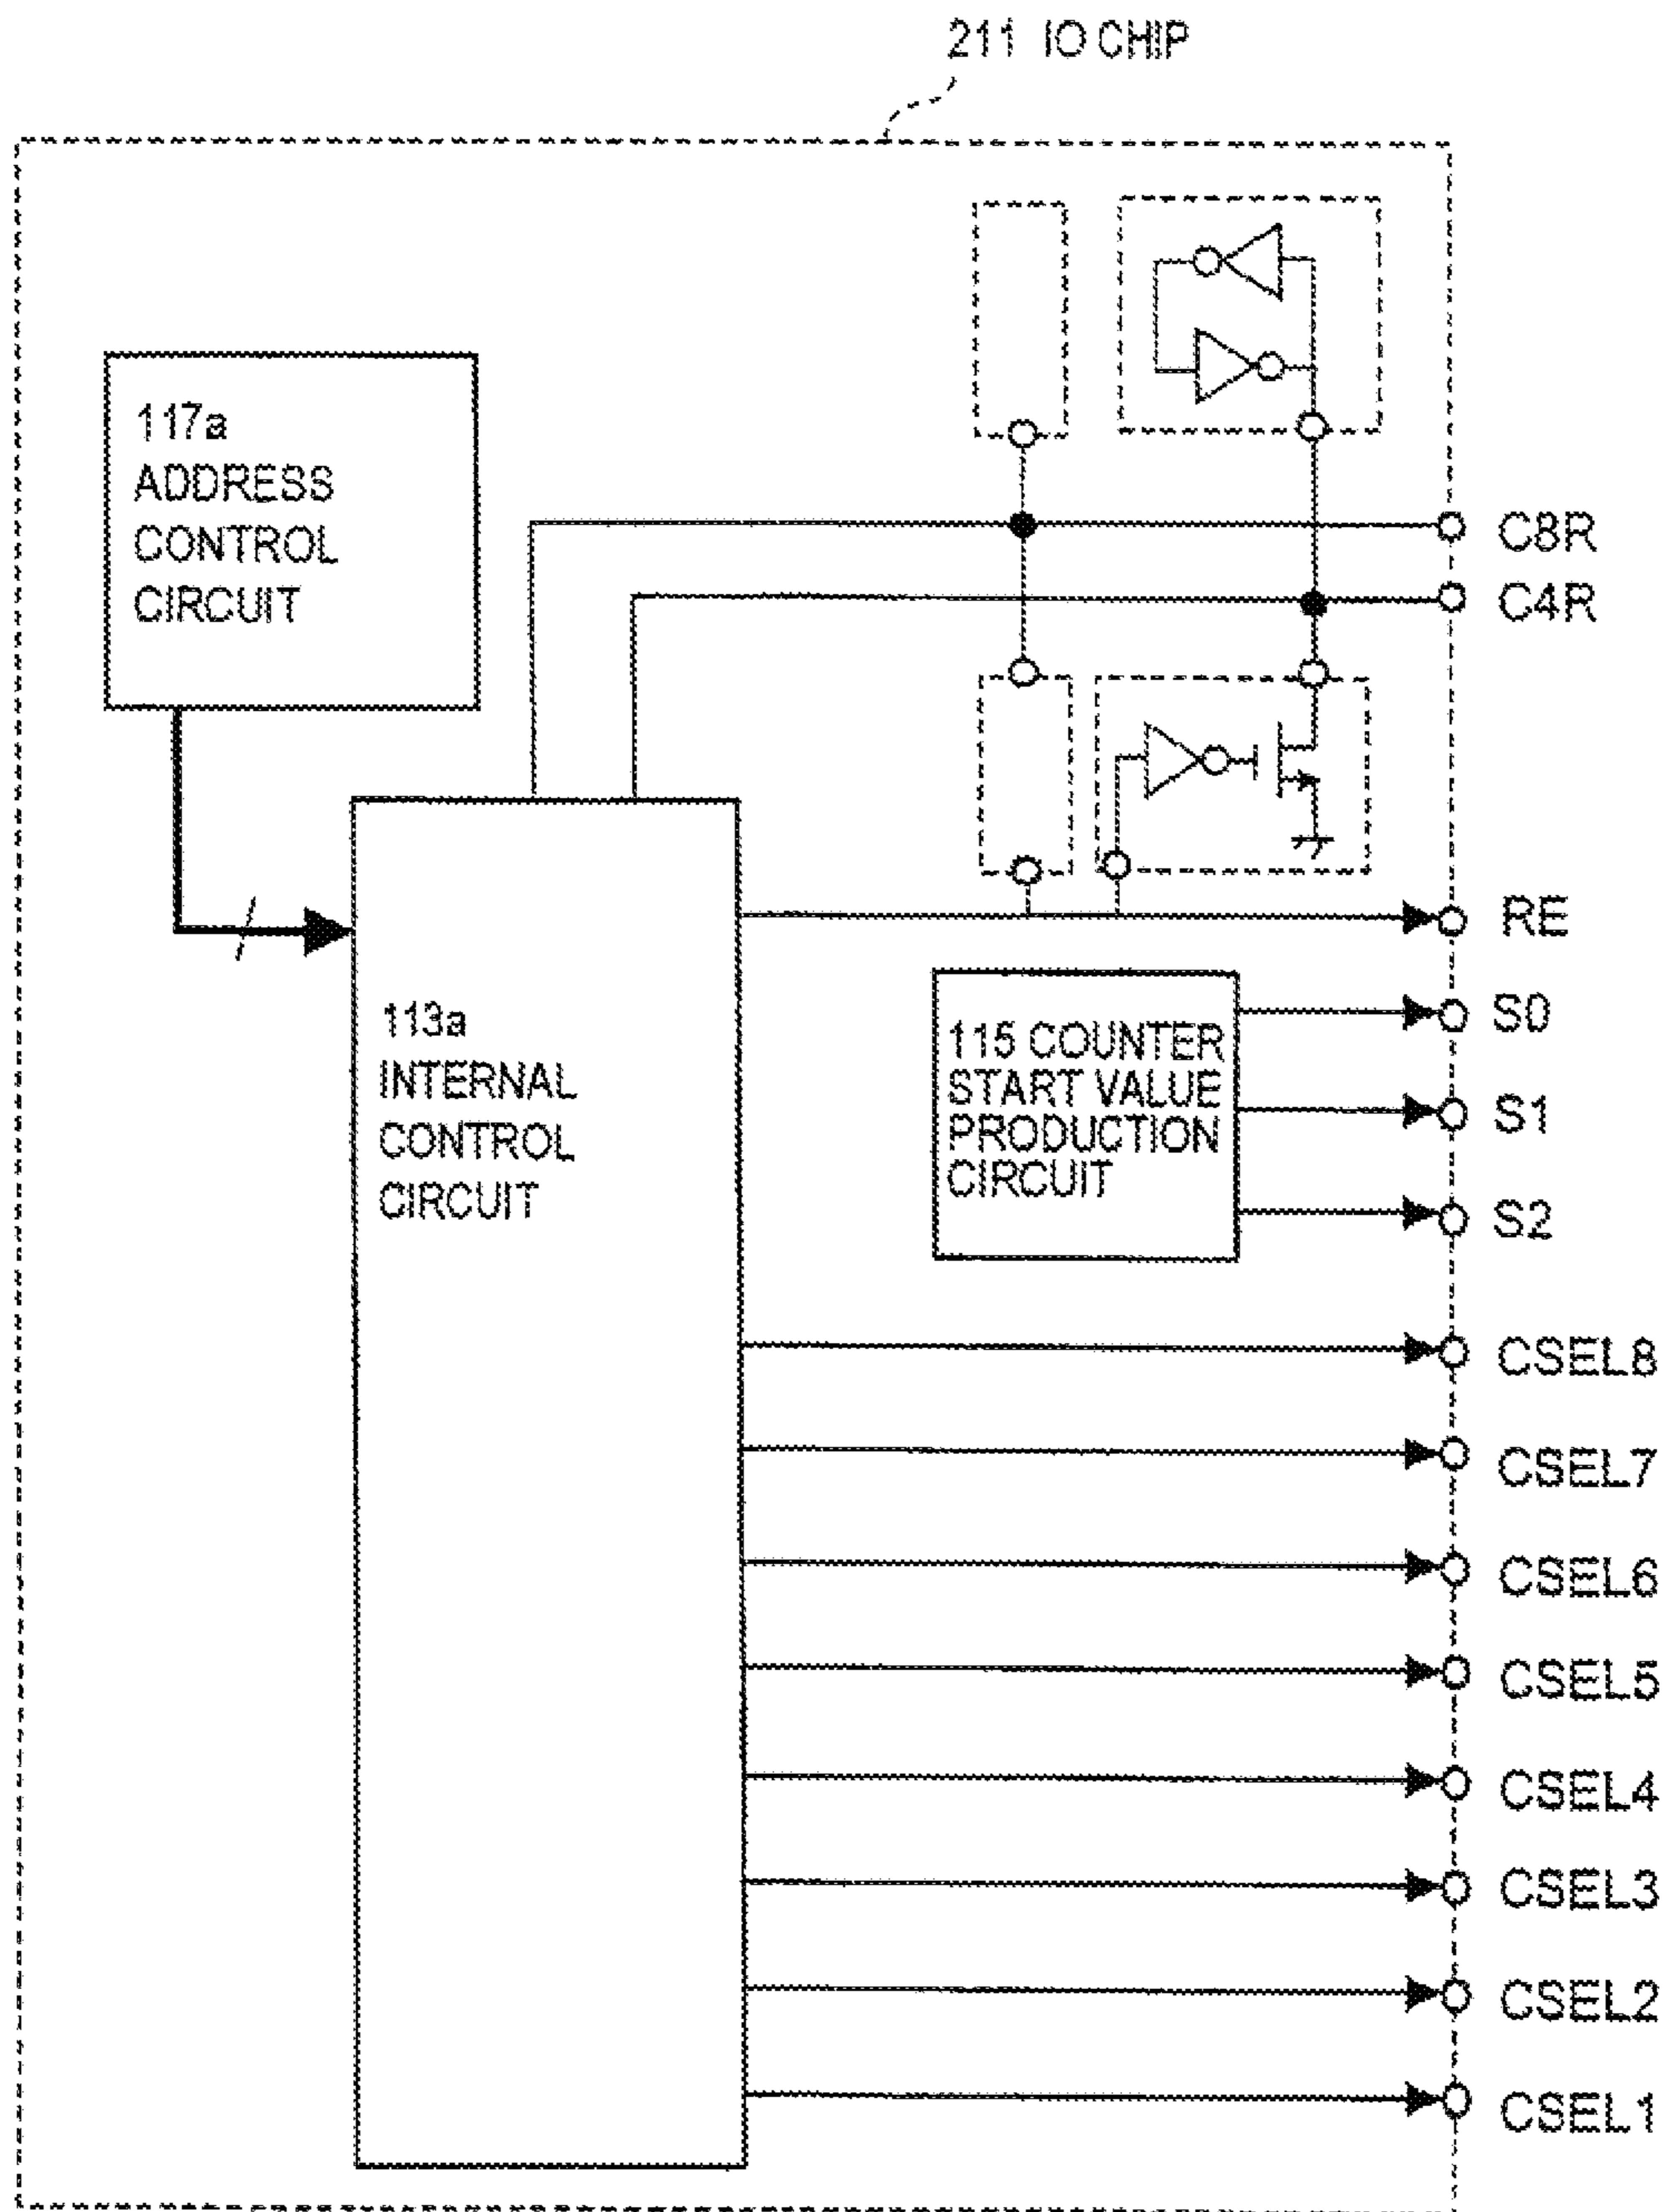 211 IO CHIP
117a
ADDRESS
CONTROL
CIRCUIT
C8R
C4R
RE
113a
INTERNAL
CONTROL
CIRCUIT
115 COUNTER
START VALUE
PRODUCTION
CIRCUIT
S0
S1
S2
CSEL8
CSEL7
CSEL6
CSEL5
CSEL4
CSEL3
CSEL2
CSEL1